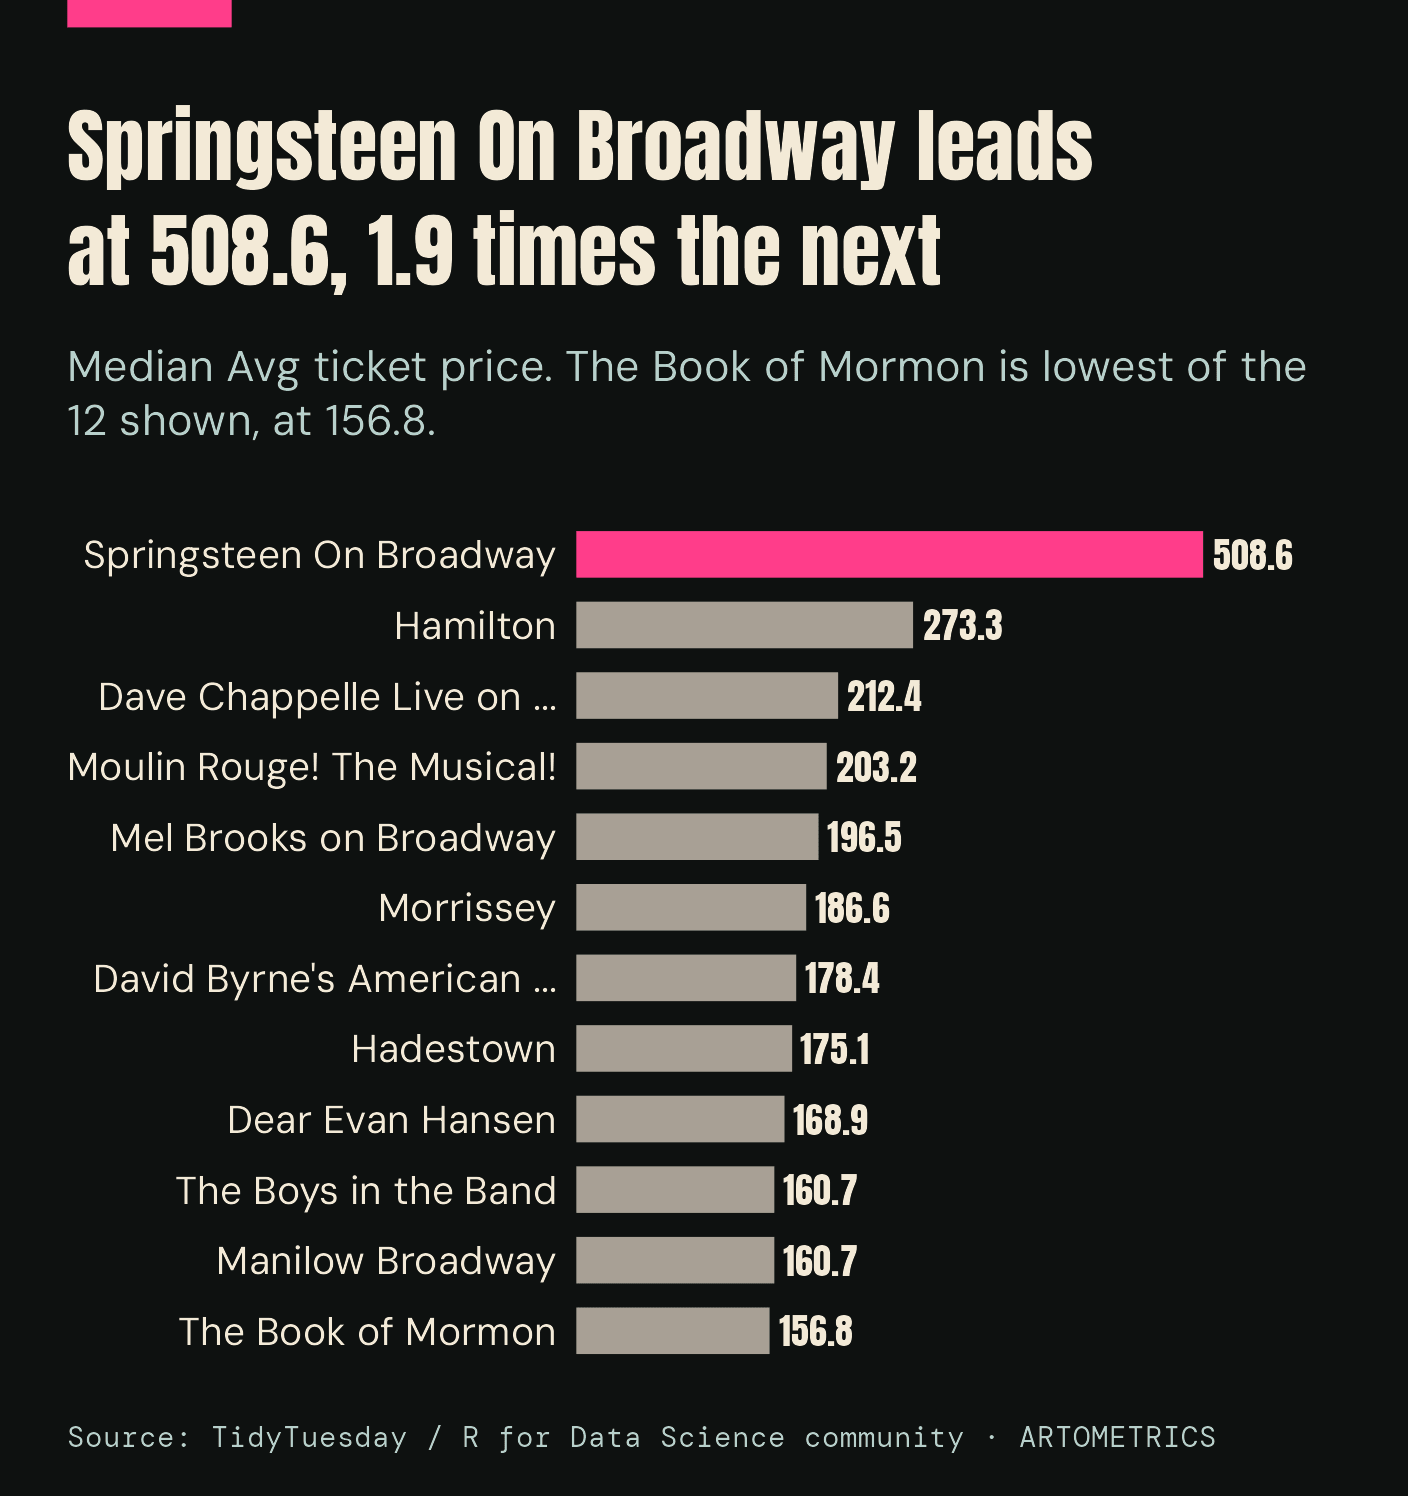 Springsteen On Broadway leads
at 508.6, 1.9 times the next
Median Avg ticket price. The Book of Mormon is lowest of the
12 shown, at 156.8.
Springsteen On Broadway 508.6
Hamilton 273.3
Dave Chappelle Live on ... 212.4
Moulin Rouge! The Musical! 203.2
Mel Brooks on Broadway 196.5
Morrissey 186.6
David Byrne's American ... 178.4
Hadestown 175.1
Dear Evan Hansen 168.9
The Boys in the Band 160.7
Manilow Broadway 160.7
The Book of Mormon 156.8
Source: TidyTuesday / R for Data Science community · ARTOMETRICS